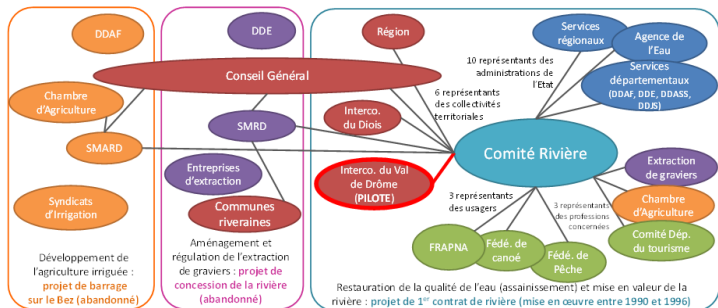 DDAF
DDE
Région
Services
régionaux
Agence de
l'Eau
Services
départementaux
(DDAF, DDE, DDASS,
DDJS)
10 représentants
des
administrations de
l'Etat
Conseil Général
6 représentants
des collectivités
territoriales
Chambre
d'Agriculture
SMARD
SMRD
Interco.
du Diois
Comité Rivière
Entreprises
d'extraction
Interco. du Val
de Drôme
(PILOTE)
Extraction
de graviers
Syndicats
d'Irrigation
Communes
riveraines
3 représentants
des usagers
3 représentants
des professions
concernées
Chambre
d'Agriculture
Comité Dép.
du tourisme
FRAPNA
Fédé. de
canoé
Fédé. de
Pêche
Développement de
l'agriculture irriguée :
projet de barrage
sur le Bez (abandonné)
Aménagement et
régulation de l'extraction
de graviers : projet de
concession de la rivière
(abandonné)
Restauration de la qualité de l'eau (assainissement) et mise en valeur de la
rivière : projet de 1er contrat de rivière (mise en œuvre entre 1990 et 1996)